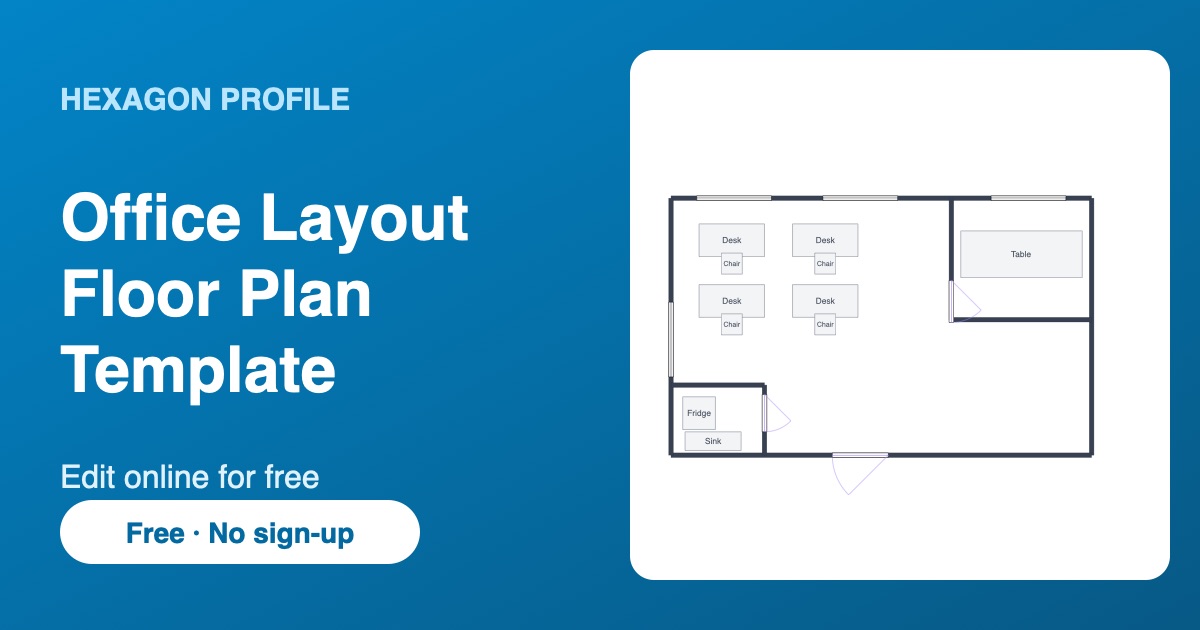 HEXAGON PROFILE
Office Layout
Floor Plan
Template
Edit online for free
Free · No sign-up
Desk
Desk
Chair
Chair
Table
Desk
Desk
Chair
Chair
Fridge
Sink